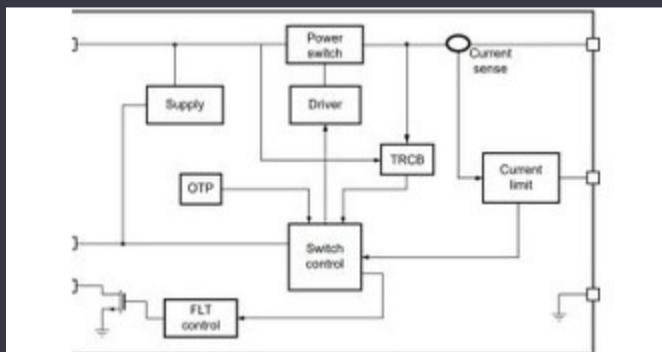 Power
switch
Current
sense
Supply
Driver
TRCB
Current
limit
OTP
Switch
control
FLT
control